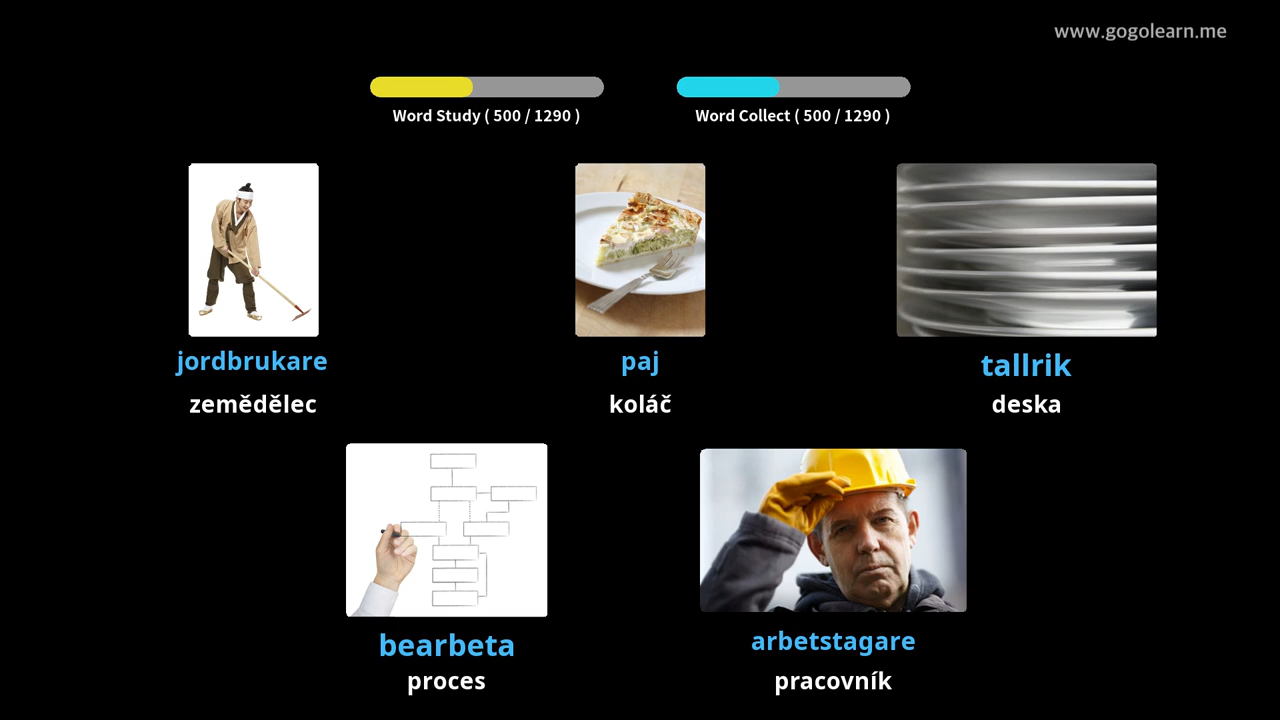 www.gogolearn.me
Word Study ( 500 / 1290 )
Word Collect ( 500 / 1290 )
jordbrukare
paj
tallrik
zemědělec
koláč
deska
bearbeta
arbetstagare
proces
pracovník